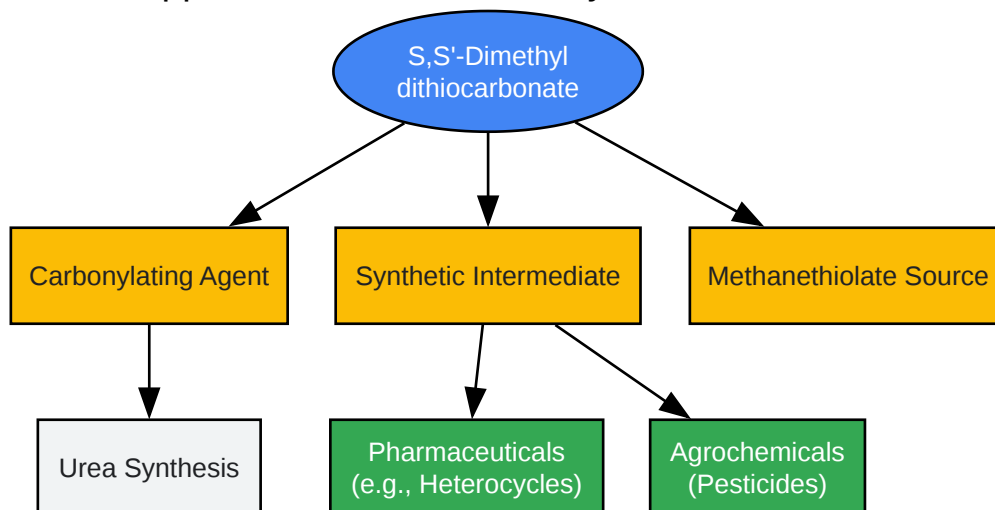 S,S'-Dimethyl
dithiocarbonate
Carbonylating Agent
Synthetic Intermediate
Methanethiolate Source
Urea Synthesis
Pharmaceuticals
(e.g., Heterocycles)
Agrochemicals
(Pesticides)